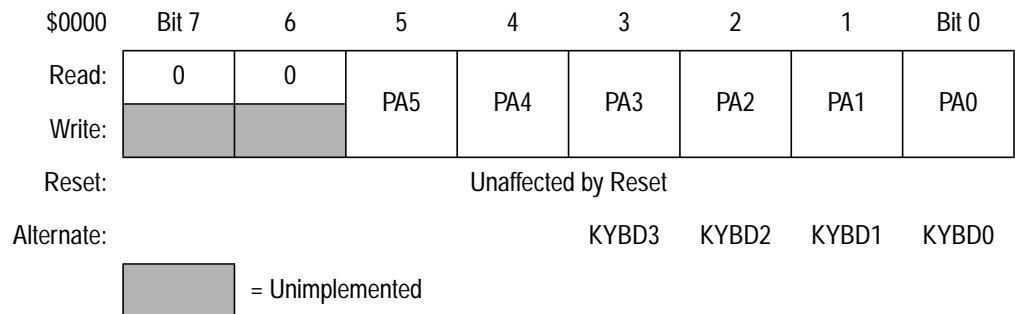 $0000 Bit 7 6 5 4 3 2 1 Bit 0
Read: 0 0
PA5 PA4 PA3 PA2 PA1 PA0
Write:
Reset: Unaffected by Reset
Alternate: KYBD3 KYBD2 KYBD1 KYBD0
= Unimplemented